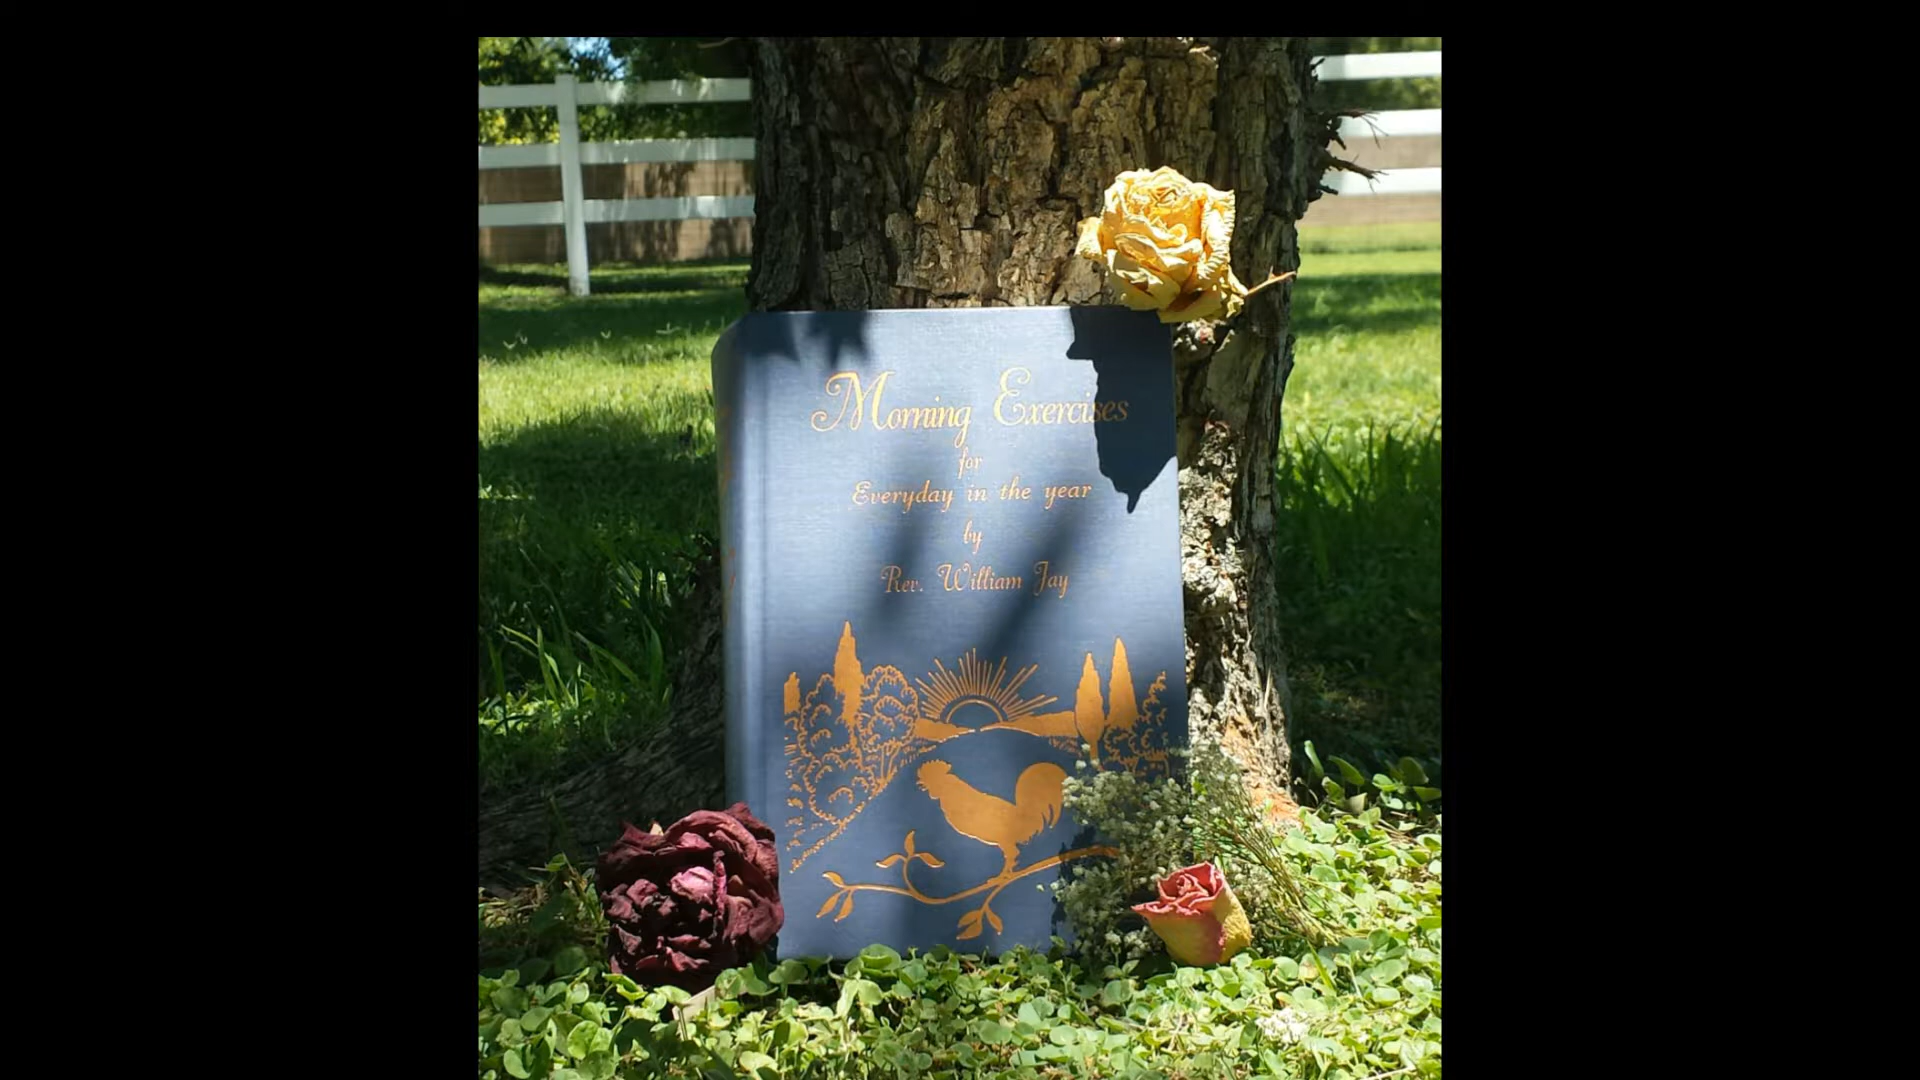 Morning Exercises
for
Everyday in the year
by
Rev. William Jay